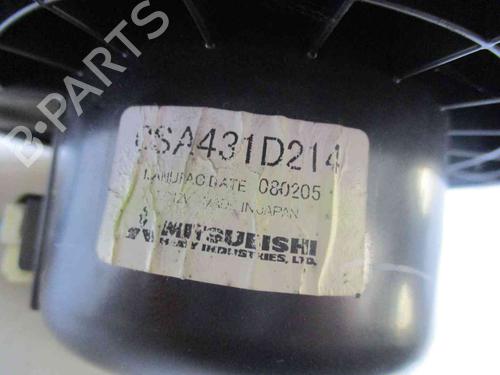 B-PARTS
CSA431D214
MANUFAC DATE 080205
12V MADE IN JAPAN
MITSUBISHI
HEAVY INDUSTRIES, LTD.